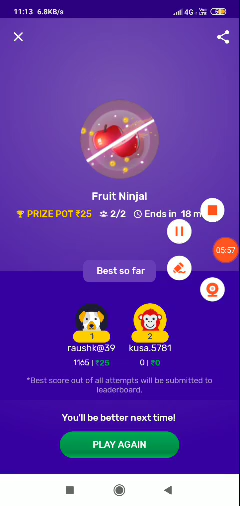 11:13 6.8KB/s
4G
Fruit Ninja!
PRIZE POT ₹25 2/2 Ends in 18 m
05:57
Best so far
1 2
raushk@39 kusa.5781
1165 | ₹25 0 | ₹0
*Best score out of all attempts will be submitted to
leaderboard.
You'll be better next time!
PLAY AGAIN